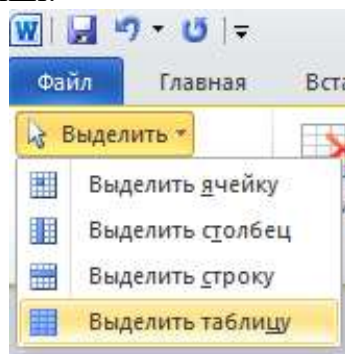 W
Файл Главная
Выделить
Выделить ячейку
Выделить столбец
Выделить строку
Выделить таблицу